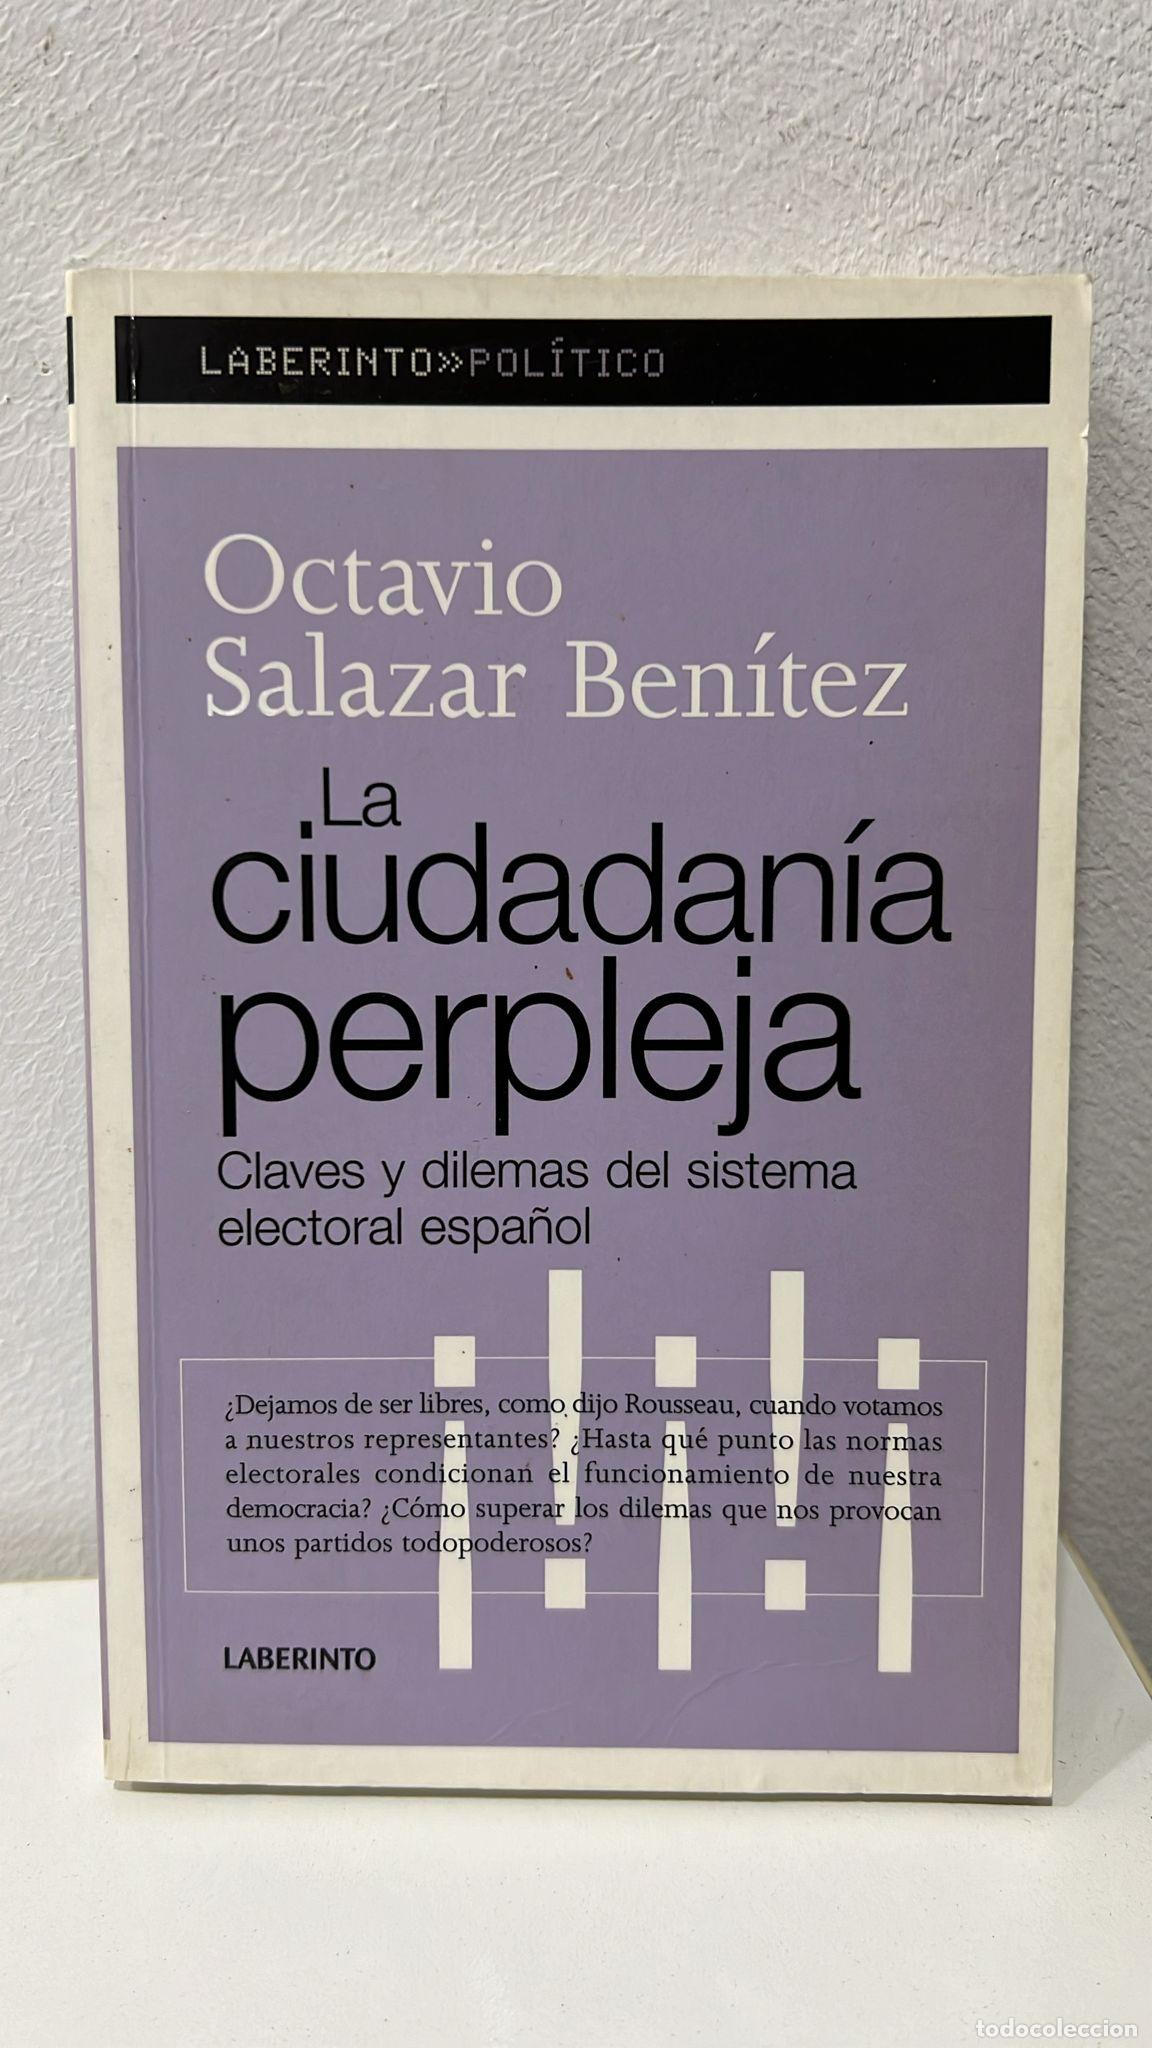 LABERINTO»POLÍTICO
Octavio
Salazar Benítez
La
ciudadanía
perpleja
Claves y dilemas del sistema
electoral español
¿Dejamos de ser libres, como dijo Rousseau, cuando votamos
a nuestros representantes? ¿Hasta qué punto las normas
electorales condicionan el funcionamiento de nuestra
democracia? ¿Cómo superar los dilemas que nos provocan
unos partidos todopoderosos?
LABERINTO
todocoleccion